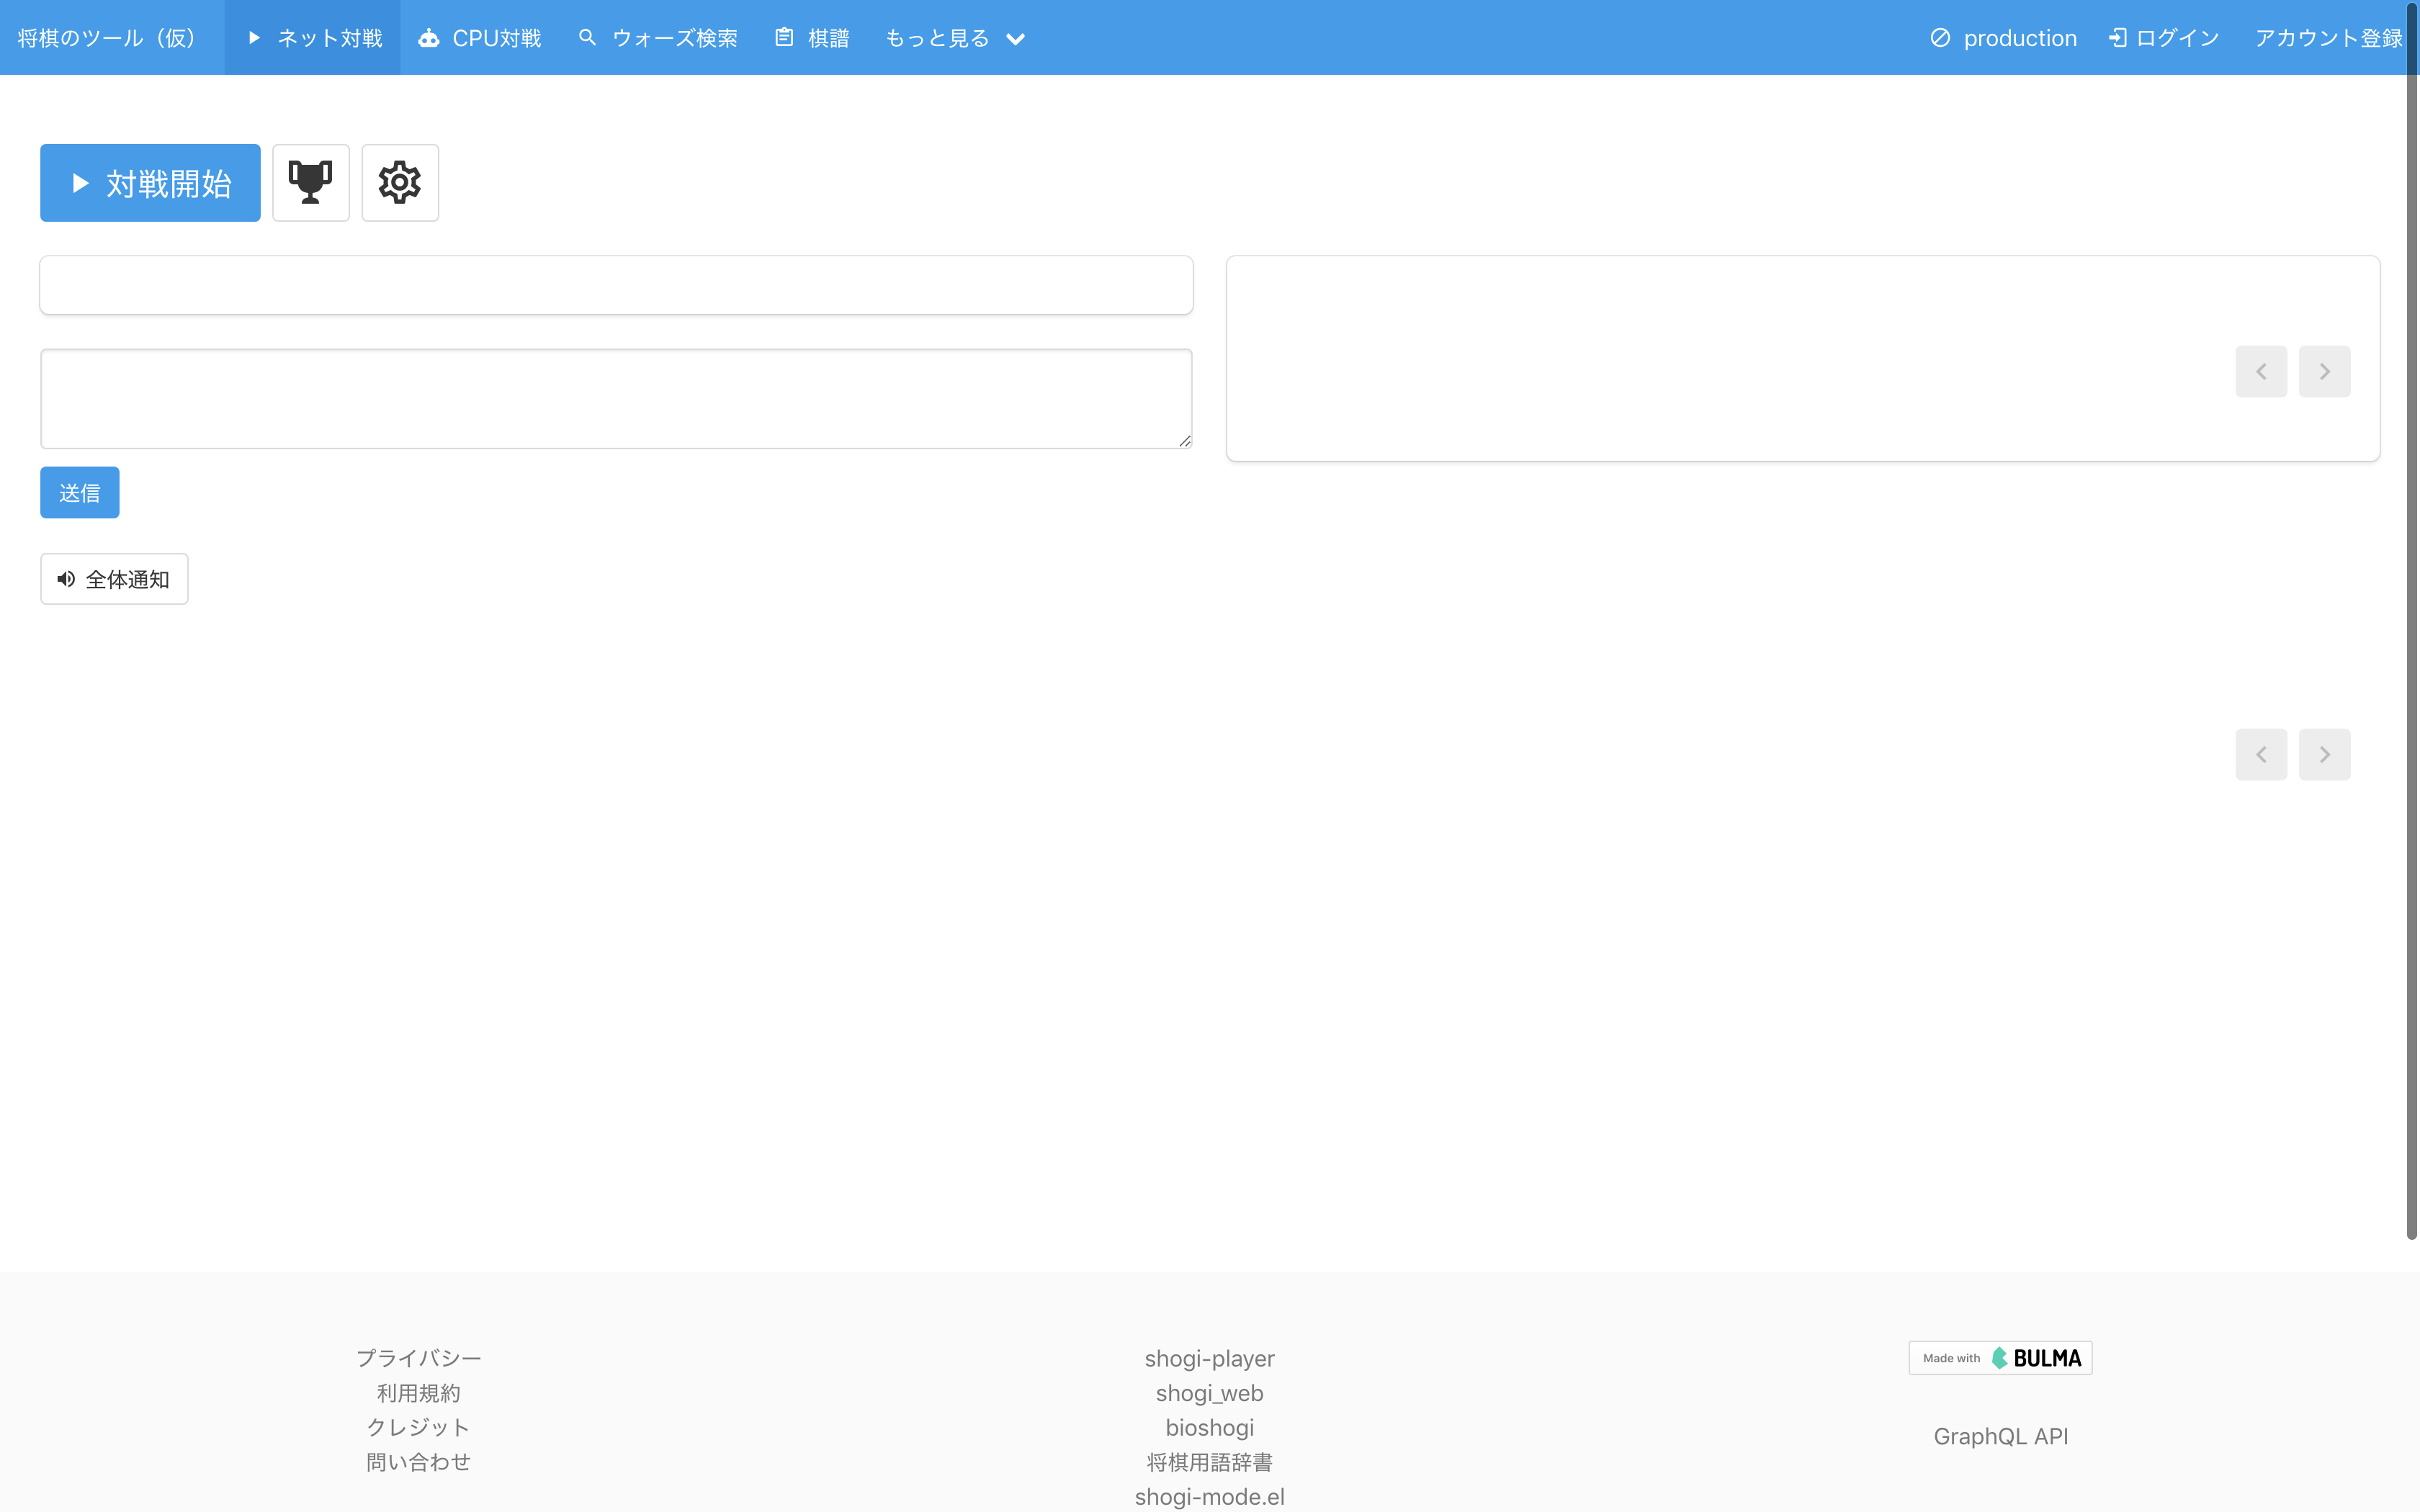 将棋のツール（仮） ネット対戦 CPU対戦 ウォーズ検索 棋譜 もっと見る production ログイン アカウント登録
対戦開始
送信
全体通知
プライバシー
利用規約
クレジット
問い合わせ
shogi-player
shogi_web
bioshogi
将棋用語辞書
shogi-mode.el
Made with BULMA
GraphQL API